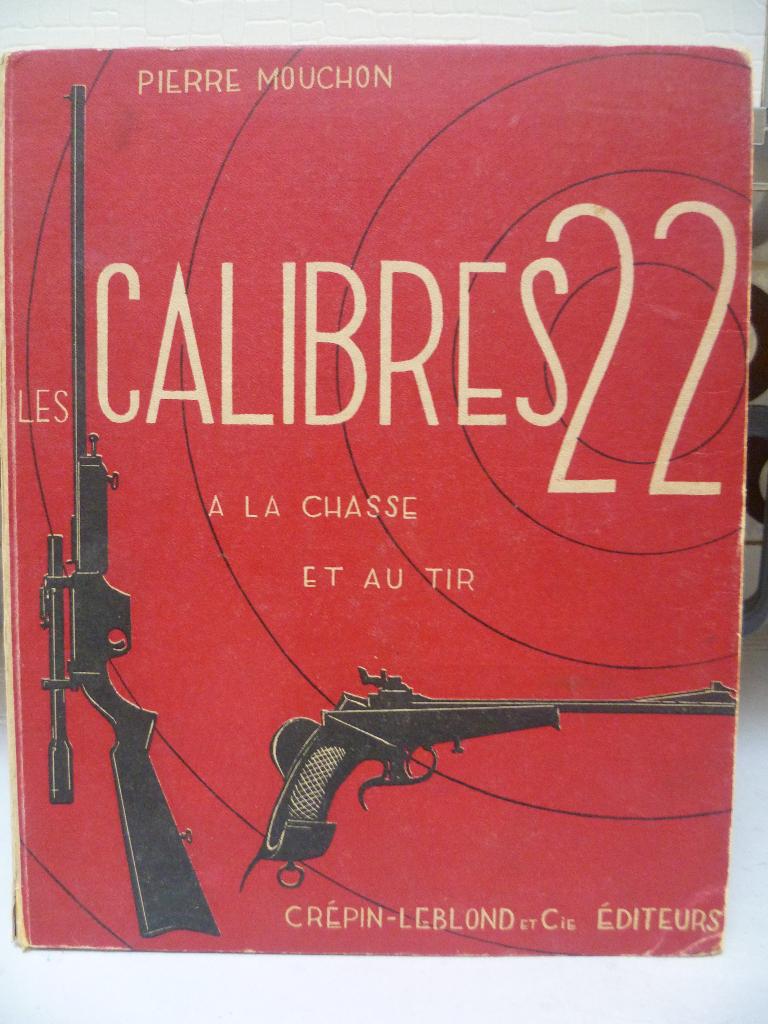 PIERRE MOUCHON
LES CALIBRES 22
A LA CHASSE
ET AU TIR
CRÉPIN-LEBLOND ET CIE ÉDITEURS